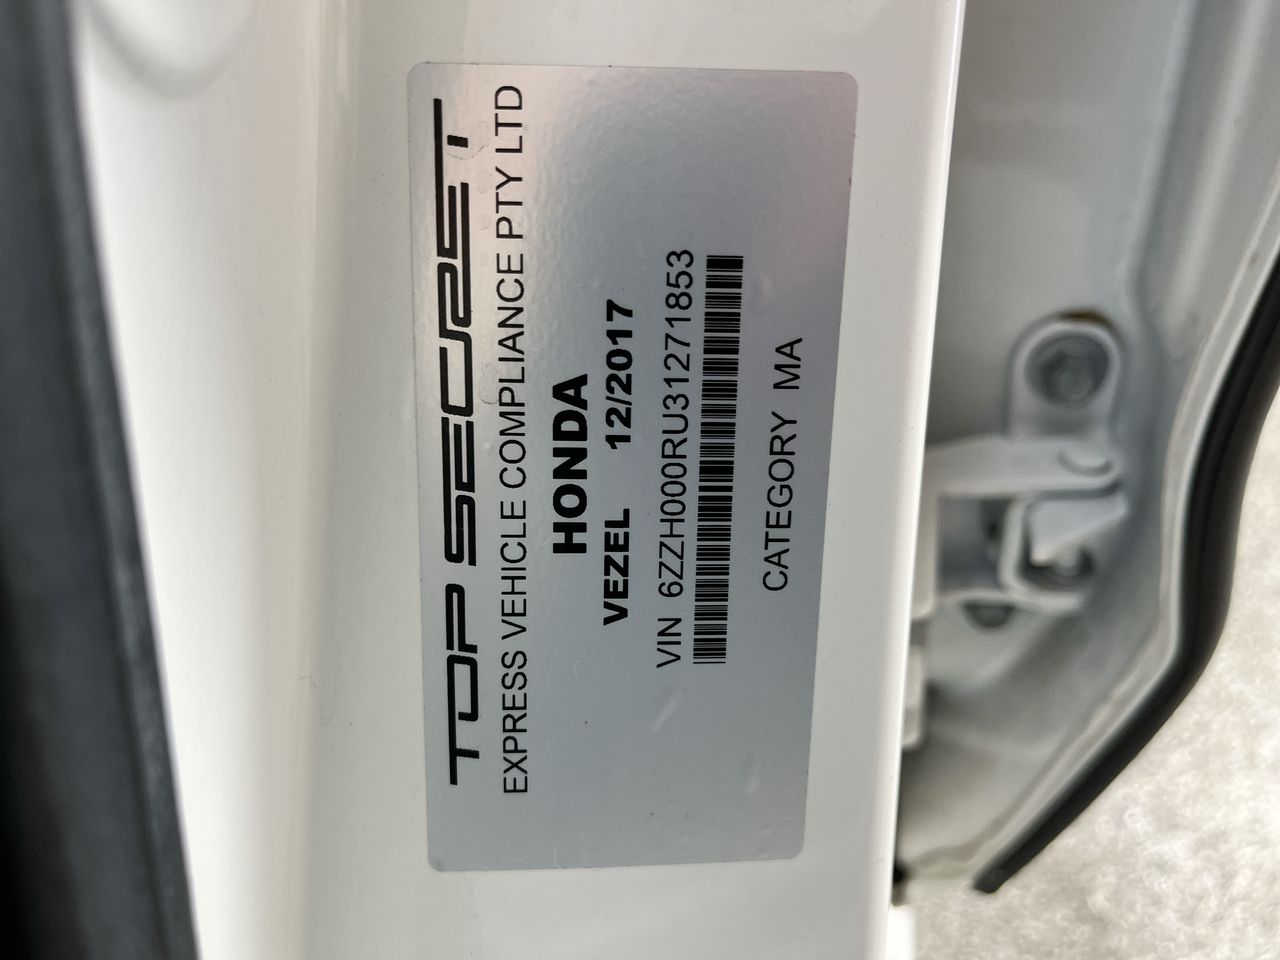 TOP SECRET
EXPRESS VEHICLE COMPLIANCE PTY LTD
HONDA
VEZEL 12/2017
VIN 6ZZH000RU31271853
CATEGORY MA